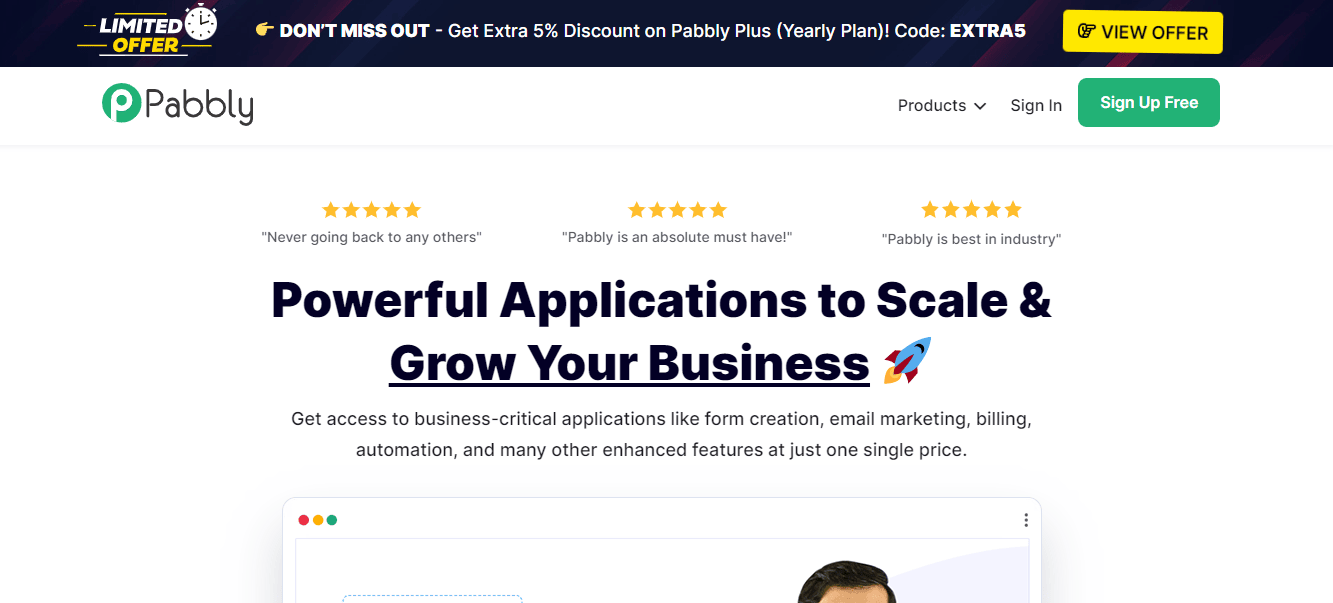 LIMITED
OFFER
👉 DON'T MISS OUT - Get Extra 5% Discount on Pabbly Plus (Yearly Plan)! Code: EXTRA5
VIEW OFFER
Pabbly
Products
Sign In
Sign Up Free
"Never going back to any others"
"Pabbly is an absolute must have!"
"Pabbly is best in industry"
Powerful Applications to Scale &
Grow Your Business 🚀
Get access to business-critical applications like form creation, email marketing, billing,
automation, and many other enhanced features at just one single price.